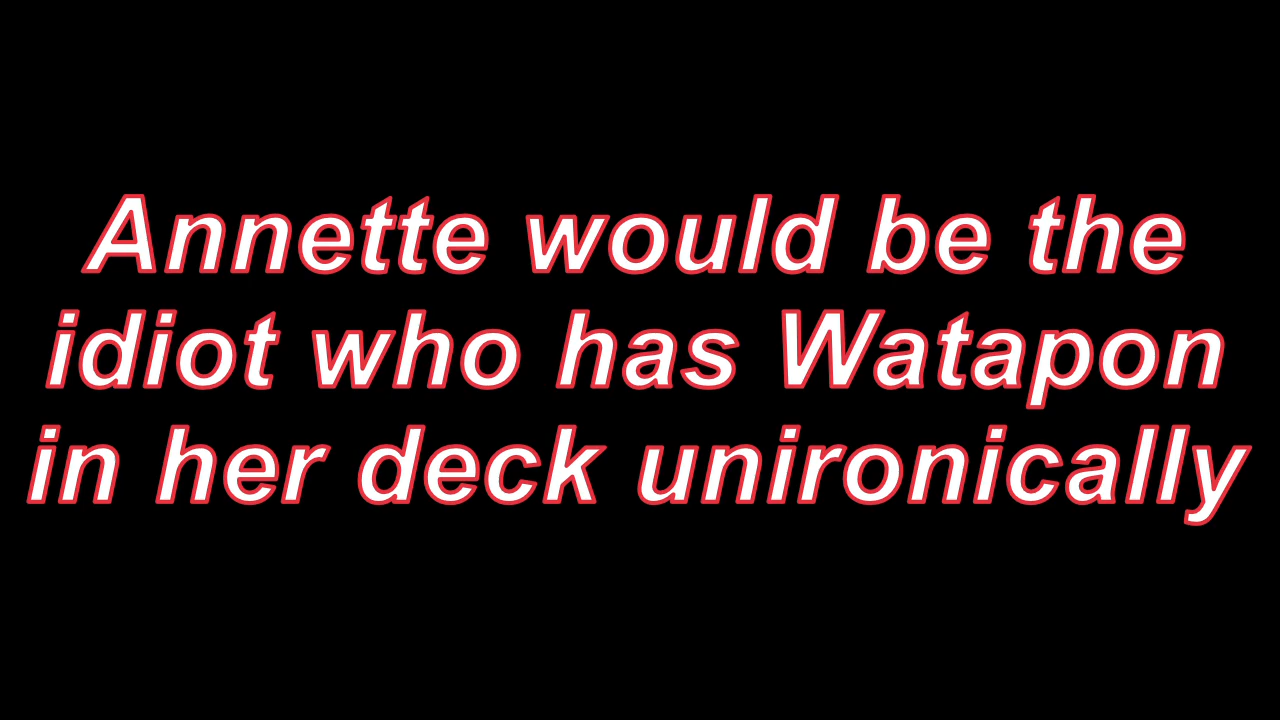 Annette would be the
idiot who has Watapon
in her deck unironically